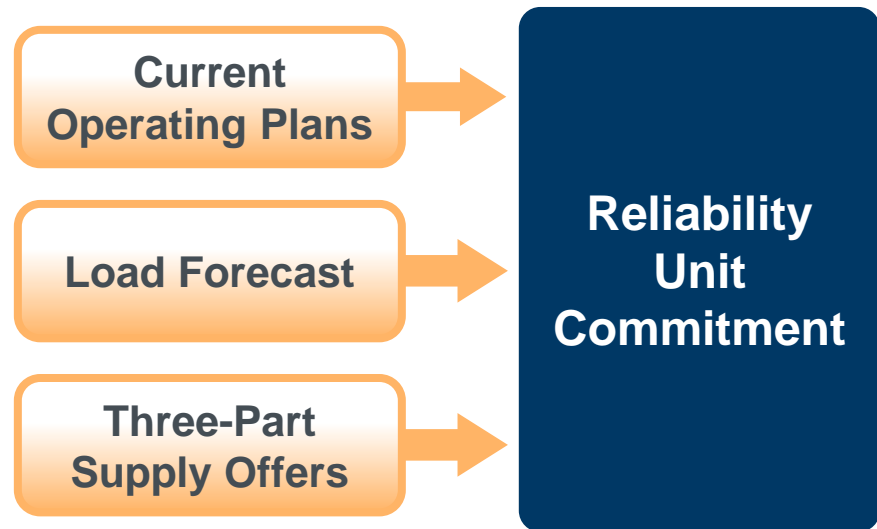 Current
Operating Plans
Load Forecast
Three-Part
Supply Offers
Reliability
Unit
Commitment